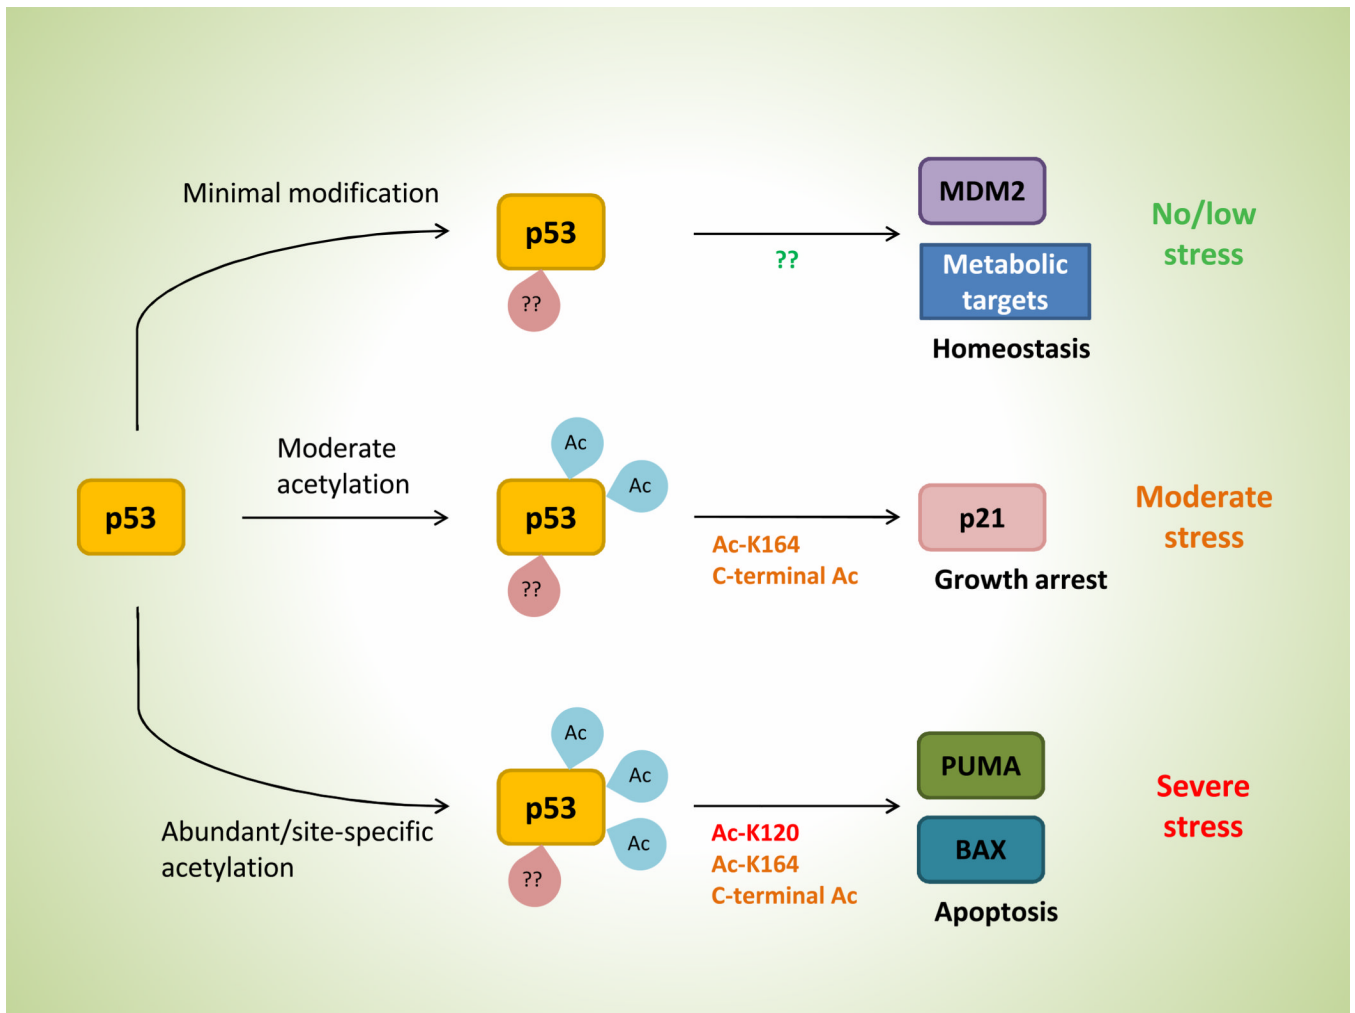 Minimal modification
p53
??
??
MDM2
Metabolic
targets
Homeostasis
No/low
stress
p53
Moderate
acetylation
Ac
Ac
p53
??
Ac-K164
C-terminal Ac
p21
Growth arrest
Moderate
stress
Abundant/site-specific
acetylation
Ac
Ac
Ac
p53
??
Ac-K120
Ac-K164
C-terminal Ac
PUMA
BAX
Apoptosis
Severe
stress